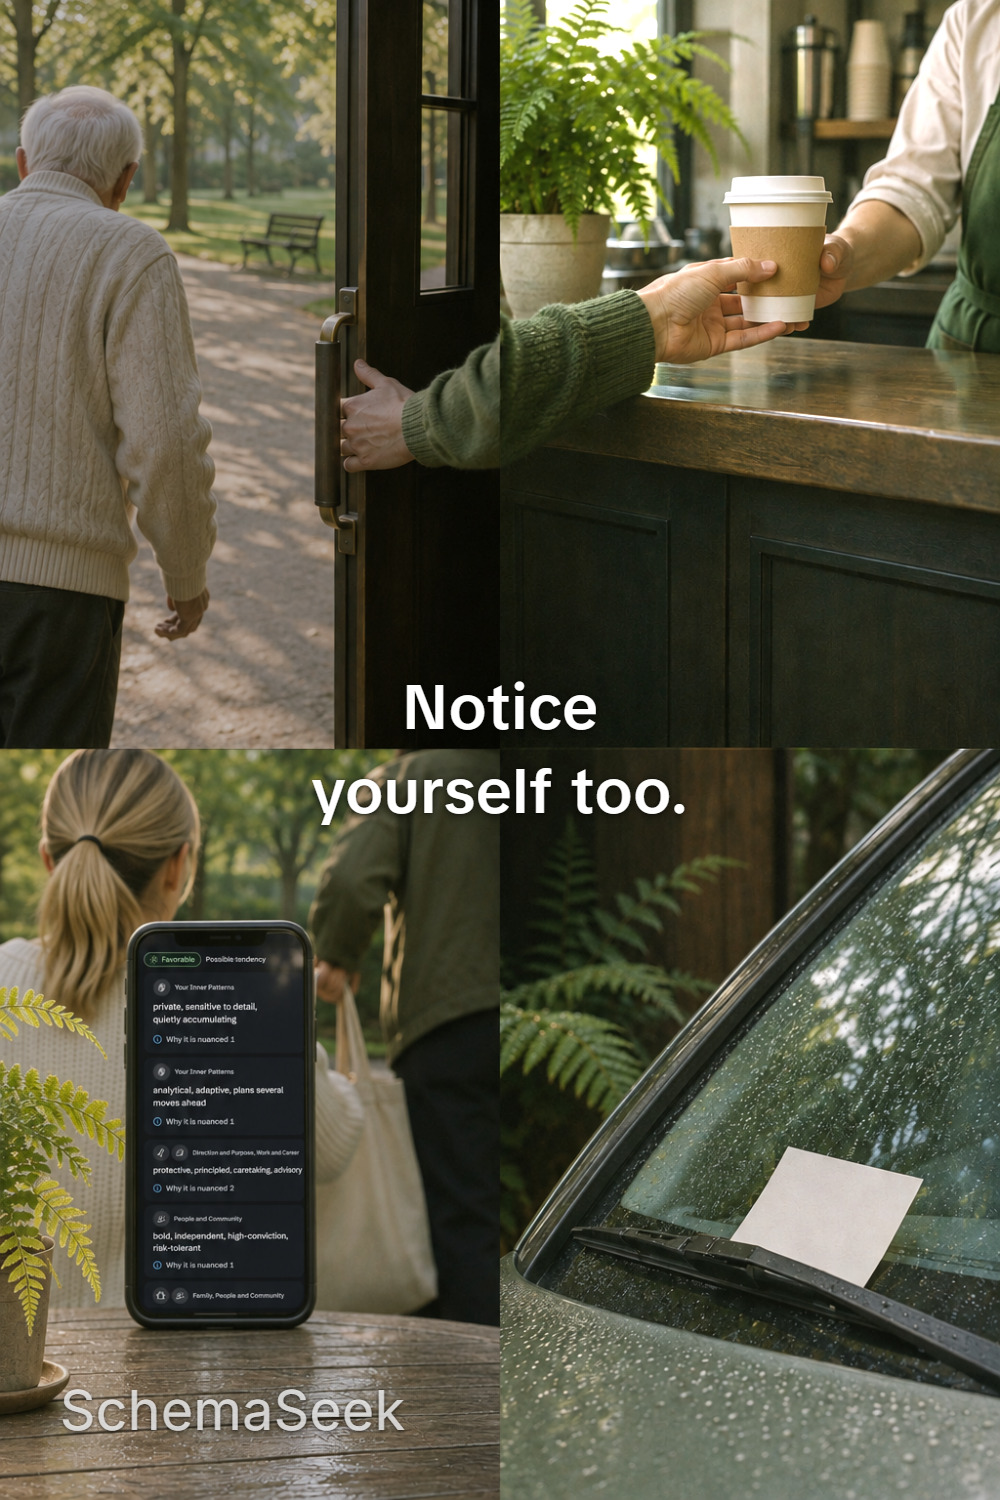 Notice
yourself too.
Favorable Possible tendency
Your Inner Patterns
private, sensitive to detail,
quietly accumulating
Why it is nuanced 1
Your Inner Patterns
analytical, adaptive, plans several
moves ahead
Why it is nuanced 1
Direction and Purpose, Work and Career
protective, principled, caretaking, advisory
Why it is nuanced 2
People and Community
bold, independent, high-conviction,
risk-tolerant
Why it is nuanced 1
Family, People and Community
SchemaSeek